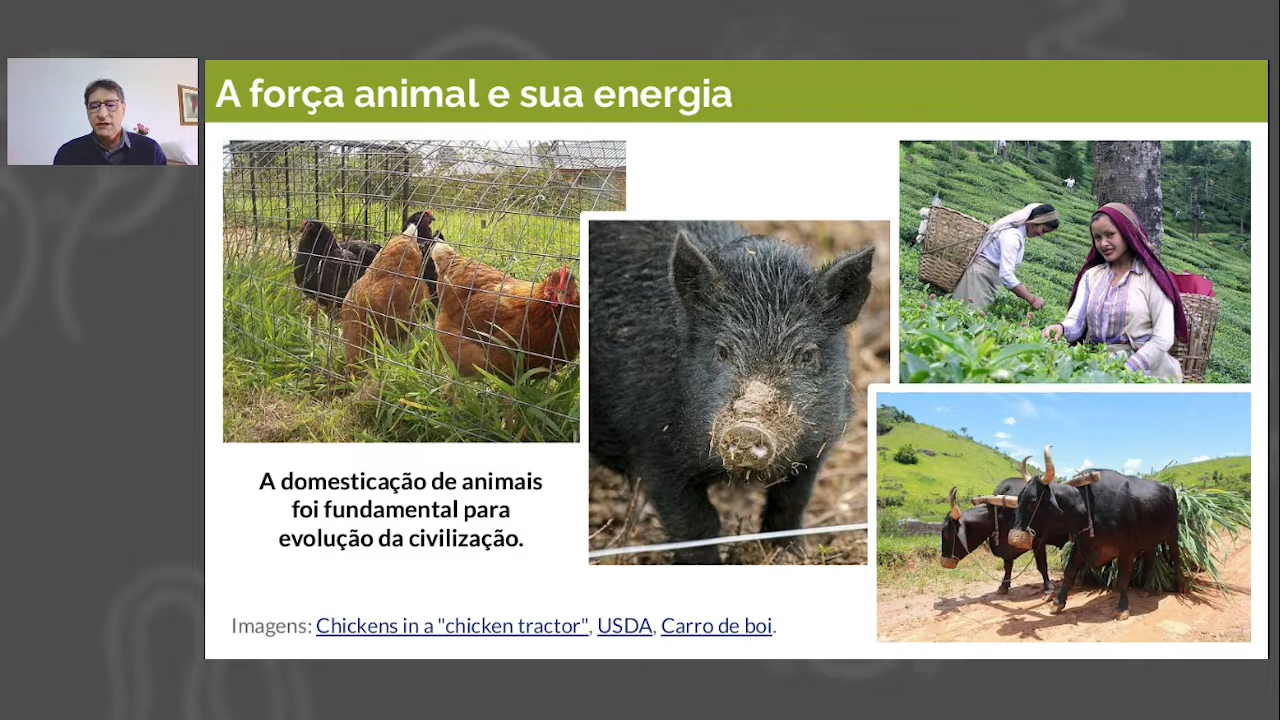 A força animal e sua energia
A domesticação de animais
foi fundamental para
evolução da civilização.
Imagens: Chickens in a "chicken tractor", USDA, Carro de boi.